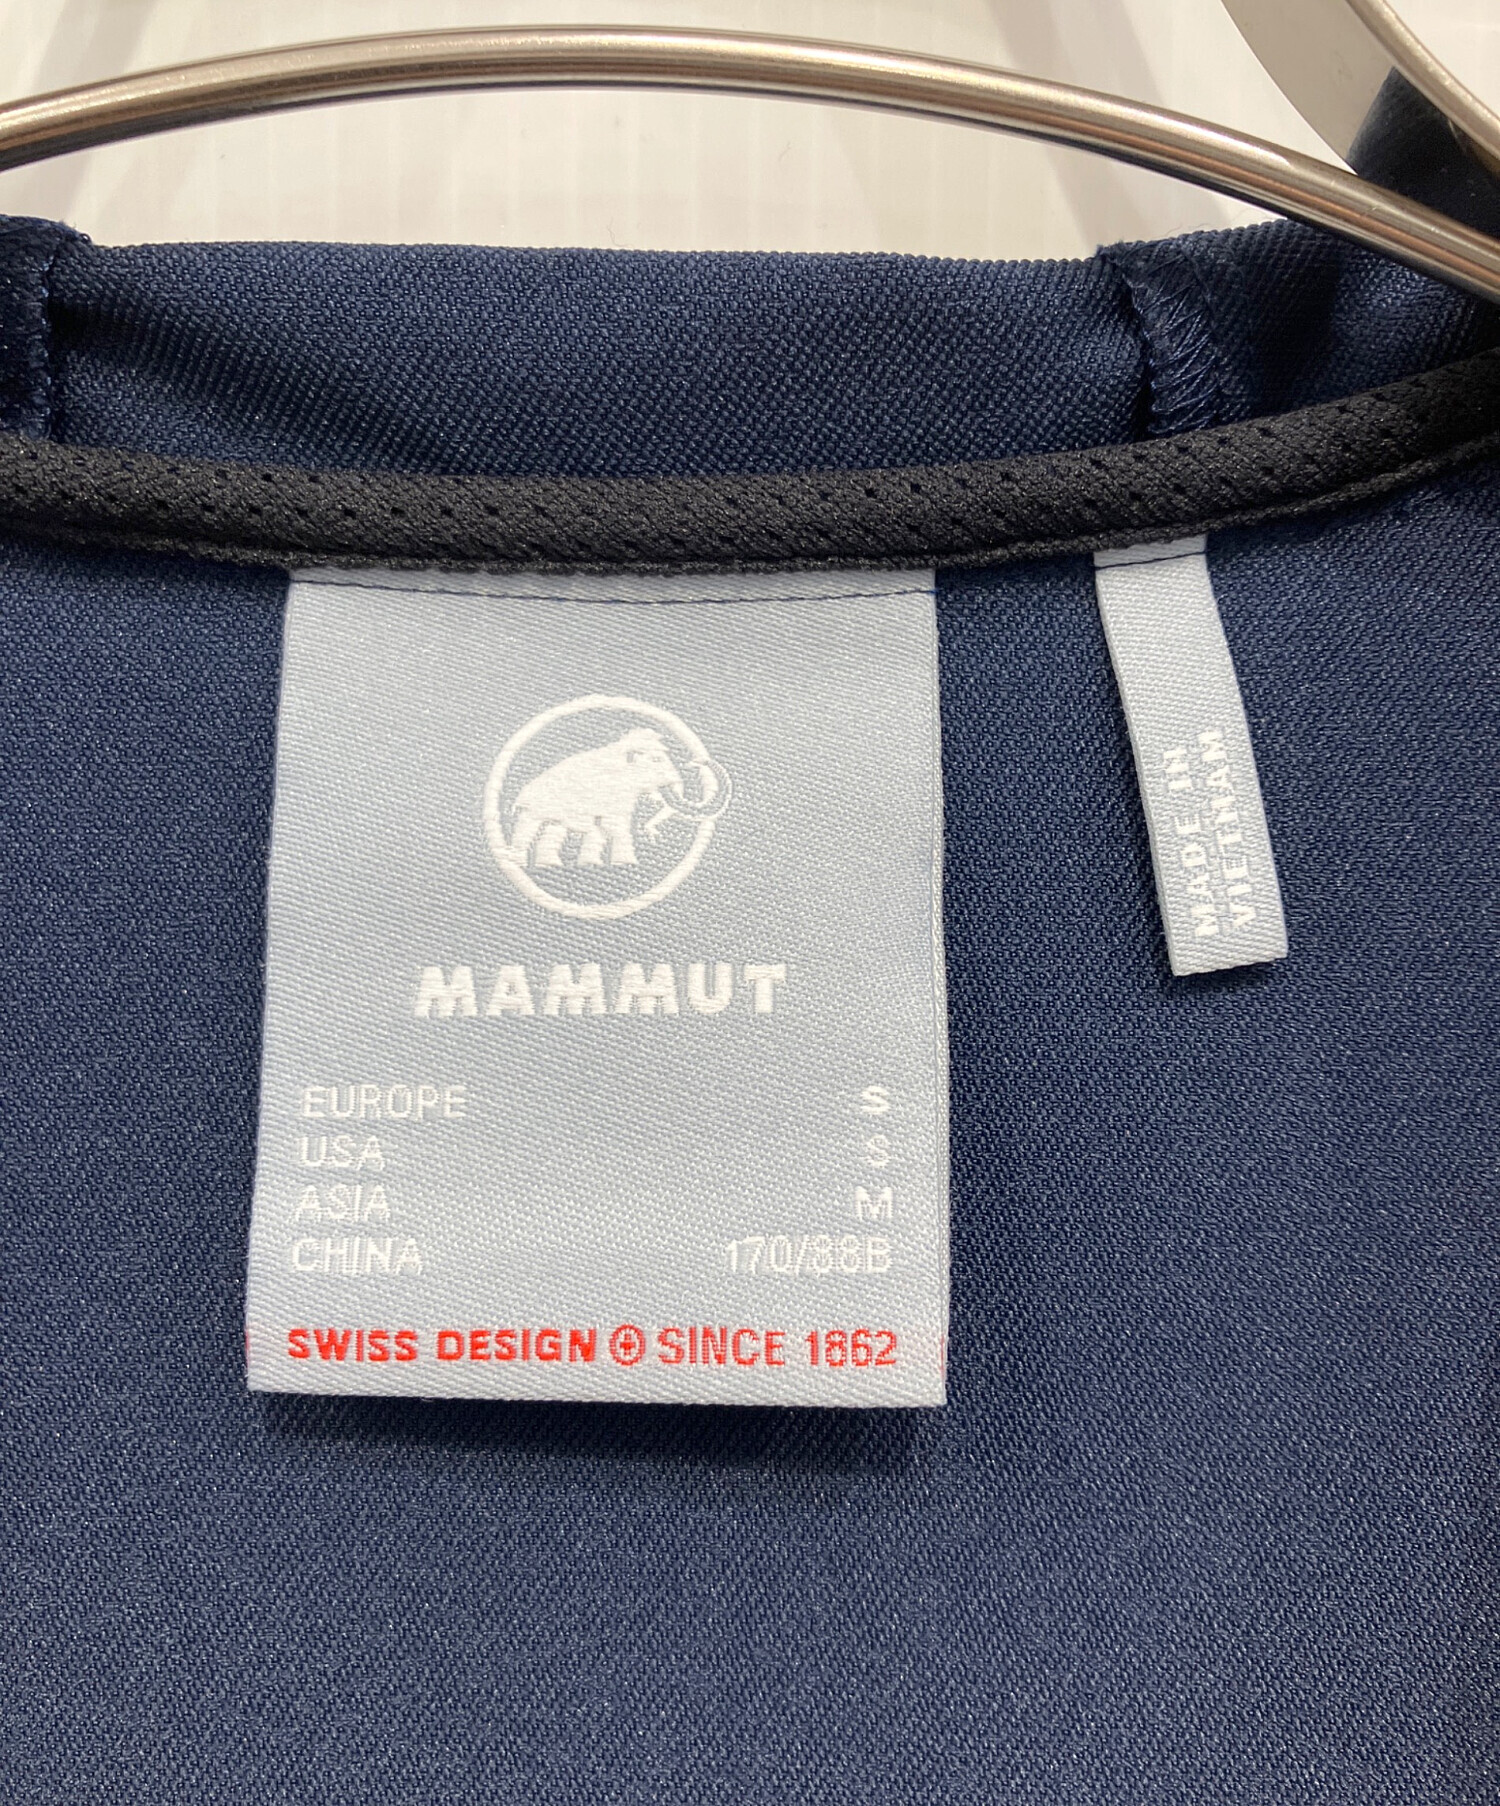 MAMMUT
EUROPE S
USA S
ASIA M
CHINA 170/88B
SWISS DESIGN SINCE 1862
MADE IN
VIETNAM